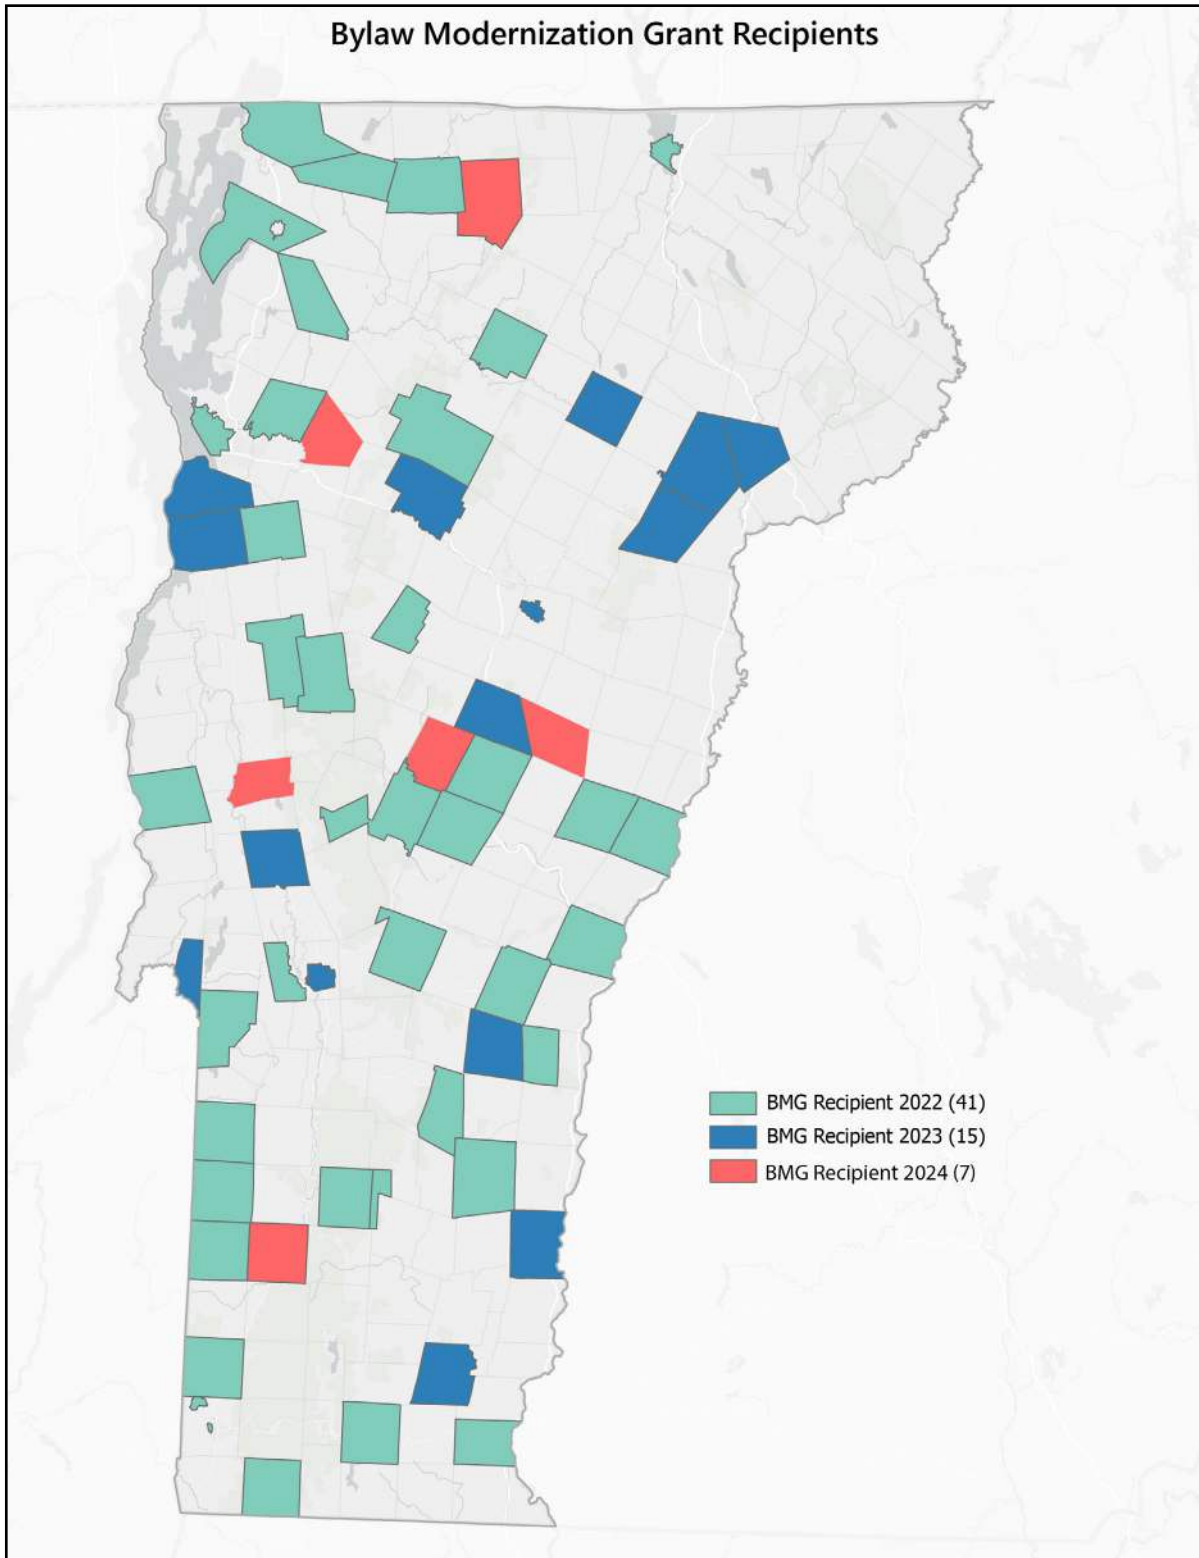 Bylaw Modernization Grant Recipients
BMG Recipient 2022 (41)
BMG Recipient 2023 (15)
BMG Recipient 2024 (7)